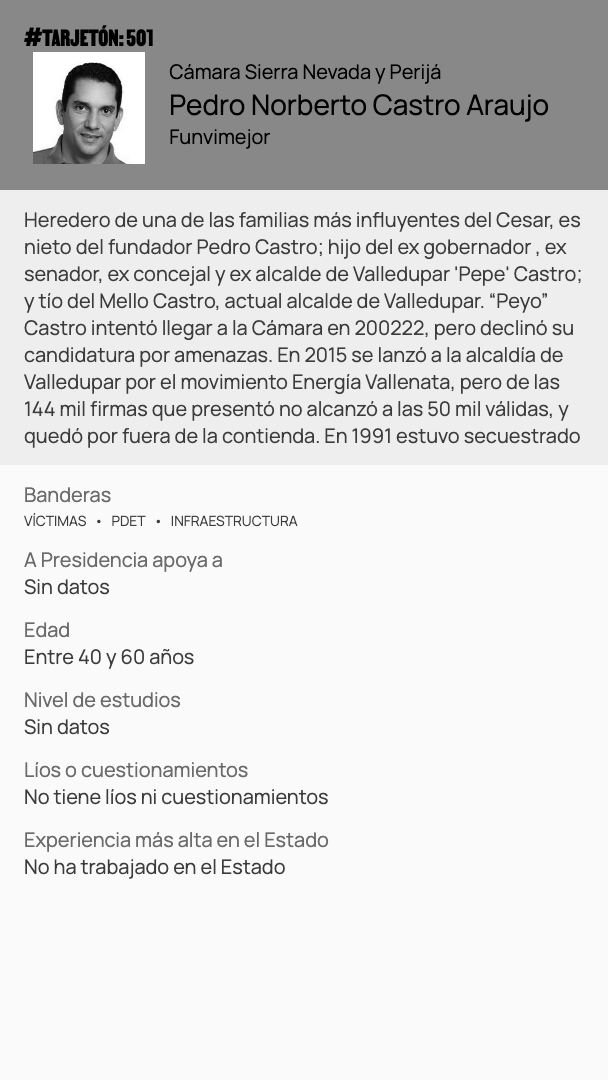 #TARJETÓN: 501
Cámara Sierra Nevada y Perijá
Pedro Norberto Castro Araujo
Funvimejor
Heredero de una de las familias más influyentes del Cesar, es
nieto del fundador Pedro Castro; hijo del ex gobernador , ex
senador, ex concejal y ex alcalde de Valledupar 'Pepe' Castro;
y tío del Mello Castro, actual alcalde de Valledupar. “Peyo”
Castro intentó llegar a la Cámara en 200222, pero declinó su
candidatura por amenazas. En 2015 se lanzó a la alcaldía de
Valledupar por el movimiento Energía Vallenata, pero de las
144 mil firmas que presentó no alcanzó a las 50 mil válidas, y
quedó por fuera de la contienda. En 1991 estuvo secuestrado
Banderas
VÍCTIMAS • PDET • INFRAESTRUCTURA
A Presidencia apoya a
Sin datos
Edad
Entre 40 y 60 años
Nivel de estudios
Sin datos
Líos o cuestionamientos
No tiene líos ni cuestionamientos
Experiencia más alta en el Estado
No ha trabajado en el Estado